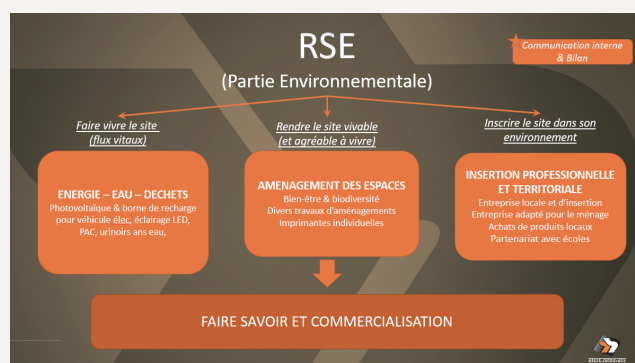 RSE
(Partie Environnementale)
Communication interne
& Bilan
Faire vivre le site
(flux vitaux)
Rendre le site vivable
(et agréable à vivre)
Inscrire le site dans son
environnement
ENERGIE – EAU – DECHETS
Photovoltaïque & borne de recharge
pour véhicule élec, éclairage LED,
PAC, urinoirs ans eau,
AMENAGEMENT DES ESPACES
Bien-être & biodiversité
Divers travaux d'aménagements
Imprimantes individuelles
INSERTION PROFESSIONNELLE
ET TERRITORIALE
Entreprise locale et d'insertion
Entreprise adapté pour le ménage
Achats de produits locaux
Partenariat avec écoles
FAIRE SAVOIR ET COMMERCIALISATION